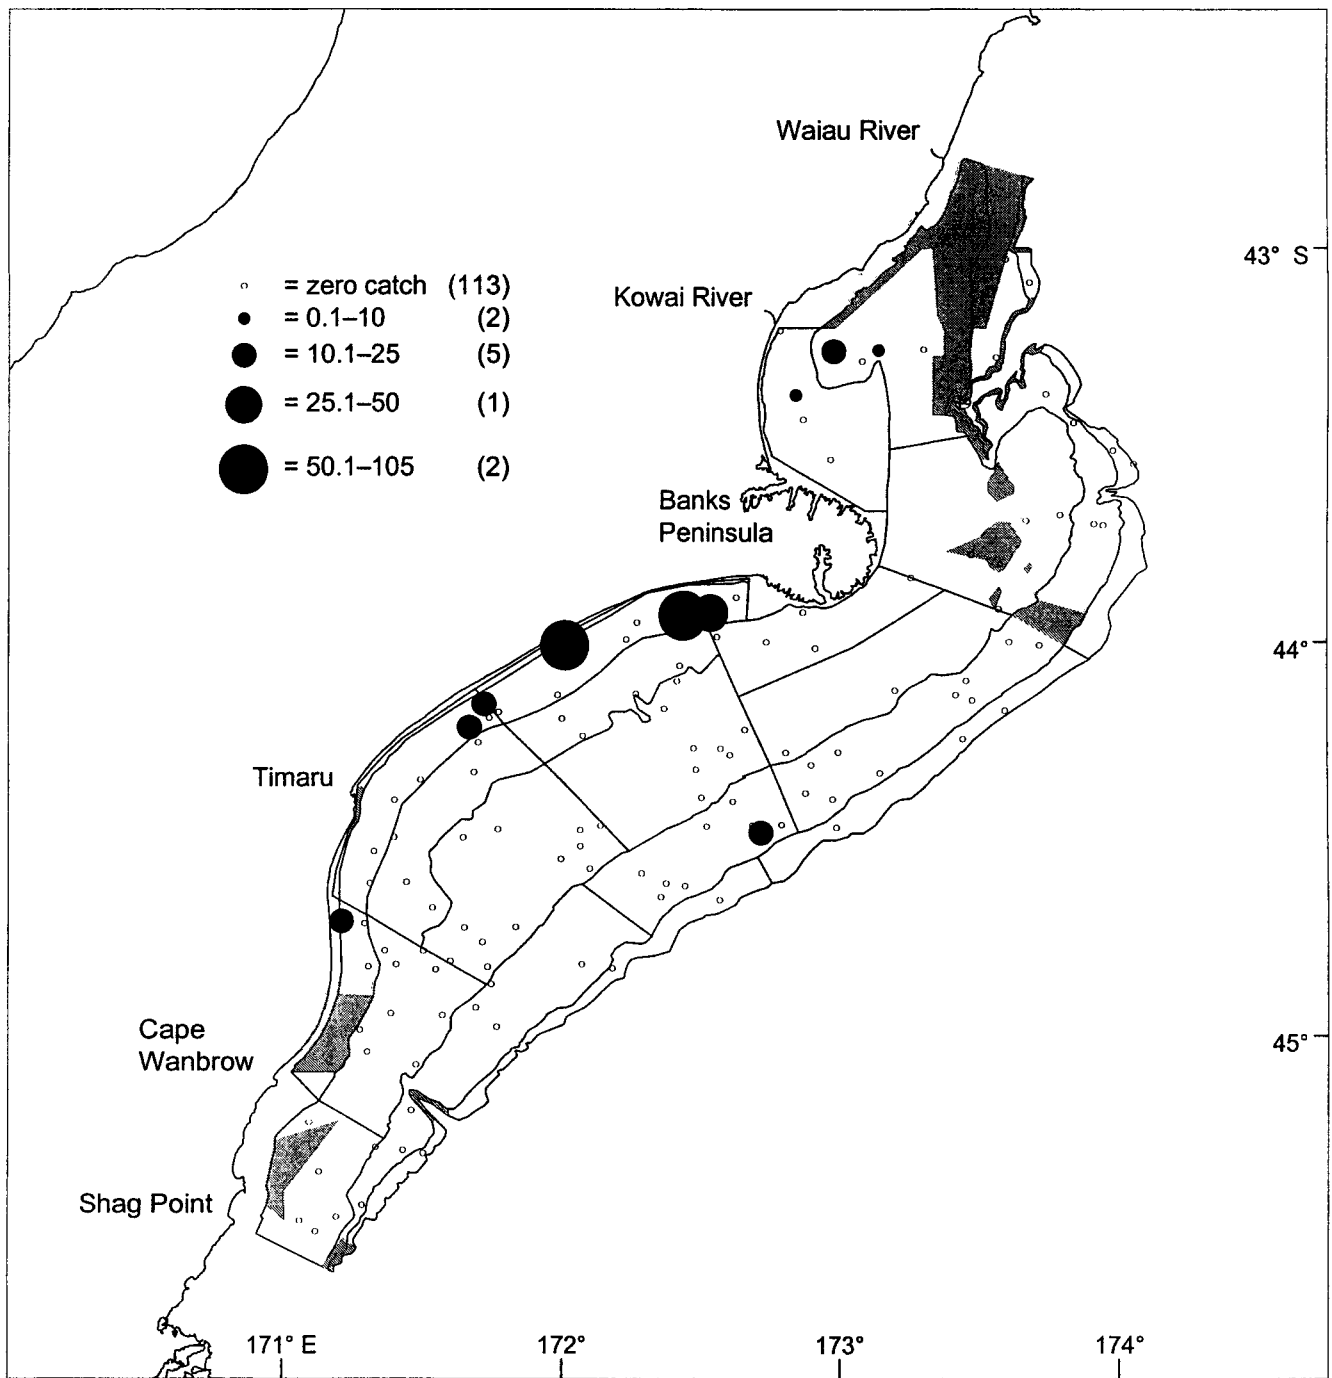 Waiau River
43° S
= zero catch (113)
Kowai River
= 0.1–10 (2)
= 10.1–25 (5)
= 25.1–50 (1)
= 50.1–105 (2)
Banks
Peninsula
44°
Timaru
Cape
Wanbrow
45°
Shag Point
171° E
172°
173°
174°